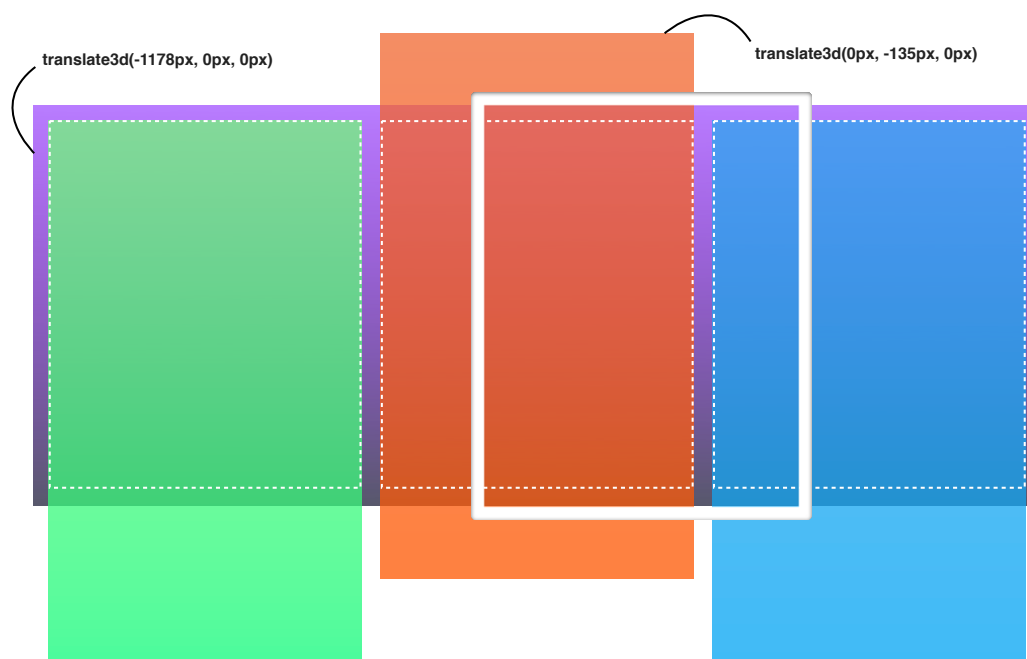 translate3d(-1178px, 0px, 0px)
translate3d(0px, -135px, 0px)